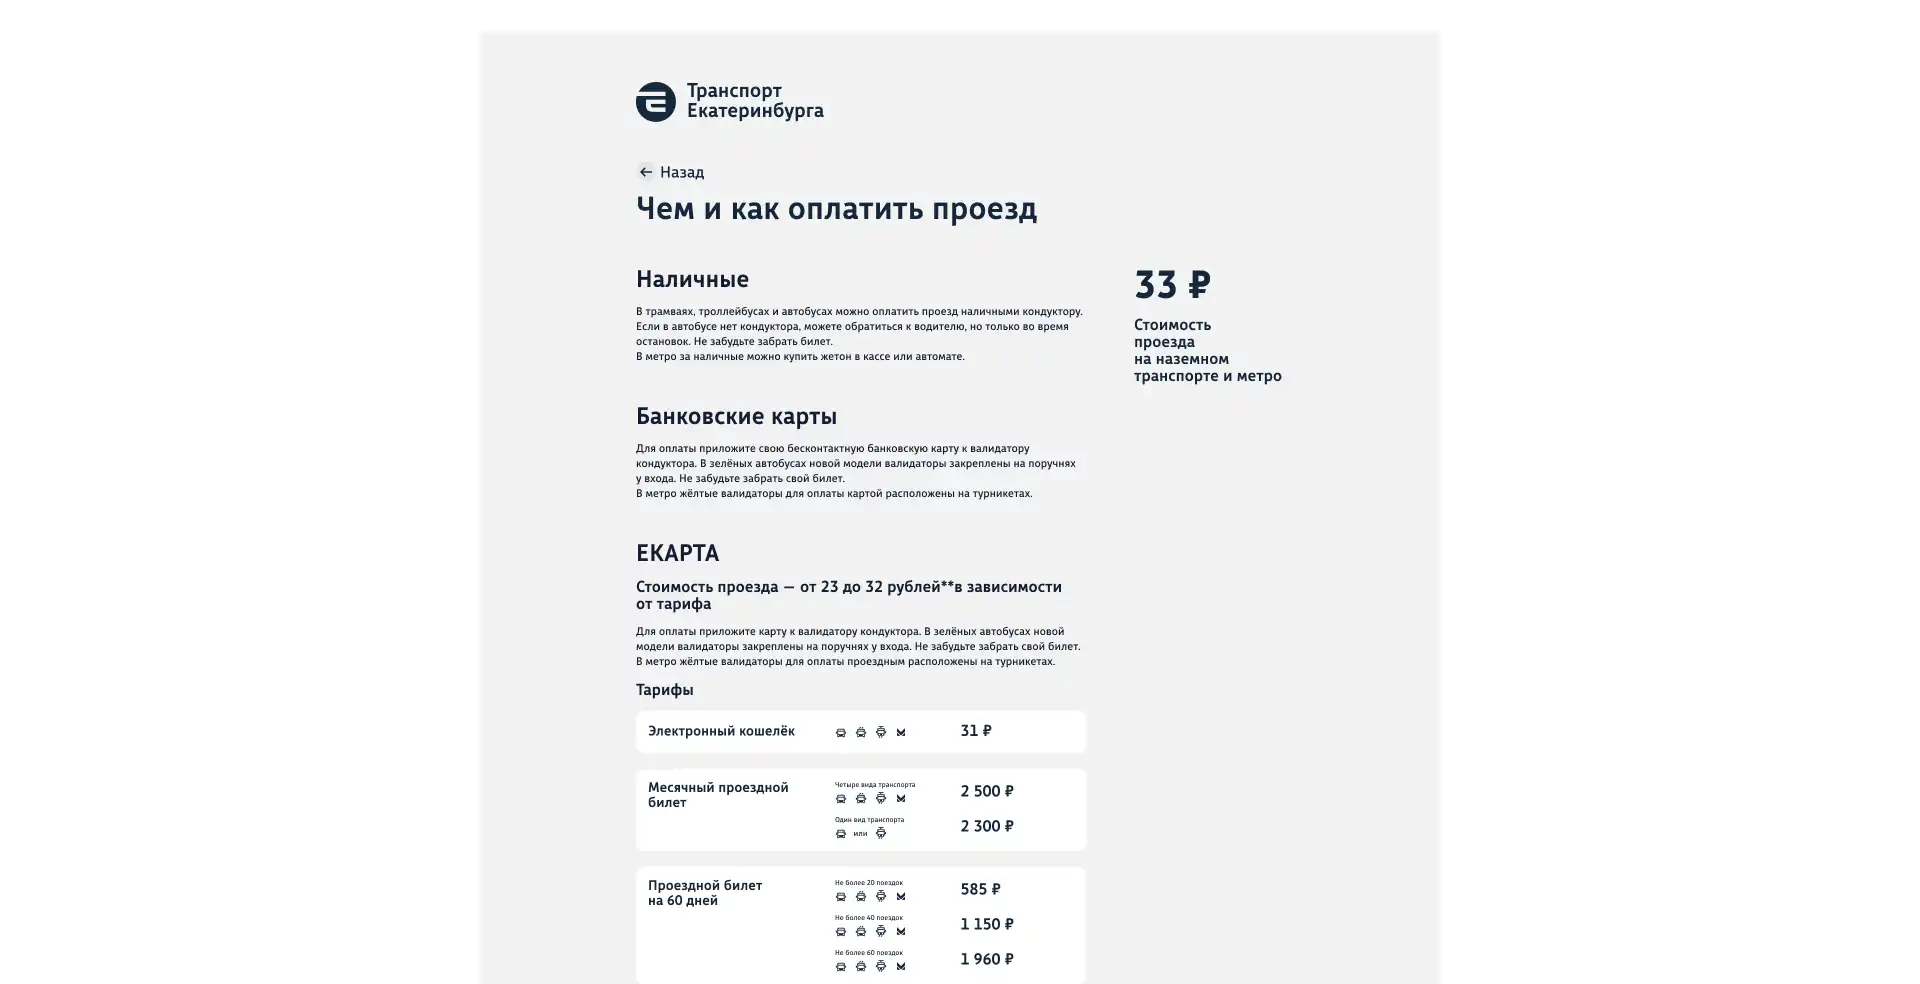 Транспорт
Екатеринбурга
← Назад
Чем и как оплатить проезд
Наличные
В трамваях, троллейбусах и автобусах можно оплатить проезд наличными кондуктору.
Если в автобусе нет кондуктора, можете обратиться к водителю, но только во время
остановок. Не забудьте забрать билет.
В метро за наличные можно купить жетон в кассе или автомате.
33 ₽
Стоимость
проезда
на наземном
транспорте и метро
Банковские карты
Для оплаты приложите свою бесконтактную банковскую карту к валидатору
кондуктора. В зелёных автобусах новой модели валидаторы закреплены на поручнях
у входа. Не забудьте забрать свой билет.
В метро жёлтые валидаторы для оплаты картой расположены на турникетах.
ЕКАРТА
Стоимость проезда — от 23 до 32 рублей**в зависимости
от тарифа
Для оплаты приложите карту к валидатору кондуктора. В зелёных автобусах новой
модели валидаторы закреплены на поручнях у входа. Не забудьте забрать свой билет.
В метро жёлтые валидаторы для оплаты проездным расположены на турникетах.
Тарифы
Электронный кошелёк
31 ₽
Месячный проездной
билет
Четыре вида транспорта
2 500 ₽
Один вид транспорта
или
2 300 ₽
Проездной билет
на 60 дней
Не более 20 поездок
585 ₽
Не более 40 поездок
1 150 ₽
Не более 60 поездок
1 960 ₽